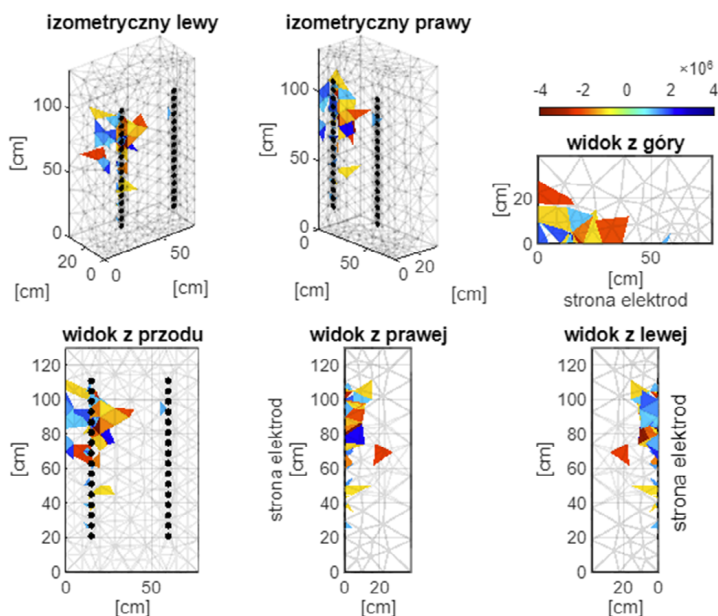 izometryczny lewy
100
50
0
[cm]
20
0
0
50
[cm]
[cm]
izometryczny prawy
100
50
0
[cm]
0
50
0
20
[cm]
[cm]
×10⁶
-4 -2 0 2 4
widok z góry
20
0
[cm]
0 50
[cm]
strona elektrod
widok z przodu
120
100
80
60
40
20
0
[cm]
0 50
[cm]
widok z prawej
120
100
80
60
40
20
0
[cm]
strona elektrod
0 20
[cm]
widok z lewej
120
100
80
60
40
20
0
[cm]
strona elektrod
20 0
[cm]